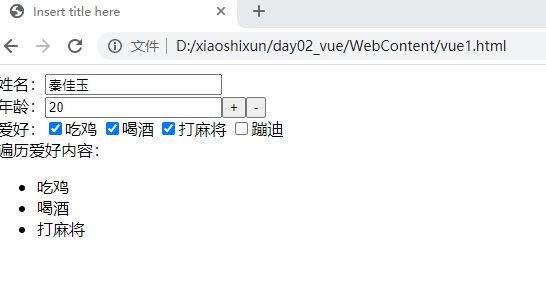 Insert title here
文件 D:/xiaoshixun/day02_vue/WebContent/vue1.html
姓名：秦佳玉
年龄：20 + -
爱好：吃鸡 喝酒 打麻将 蹦迪
遍历爱好内容：
吃鸡
喝酒
打麻将